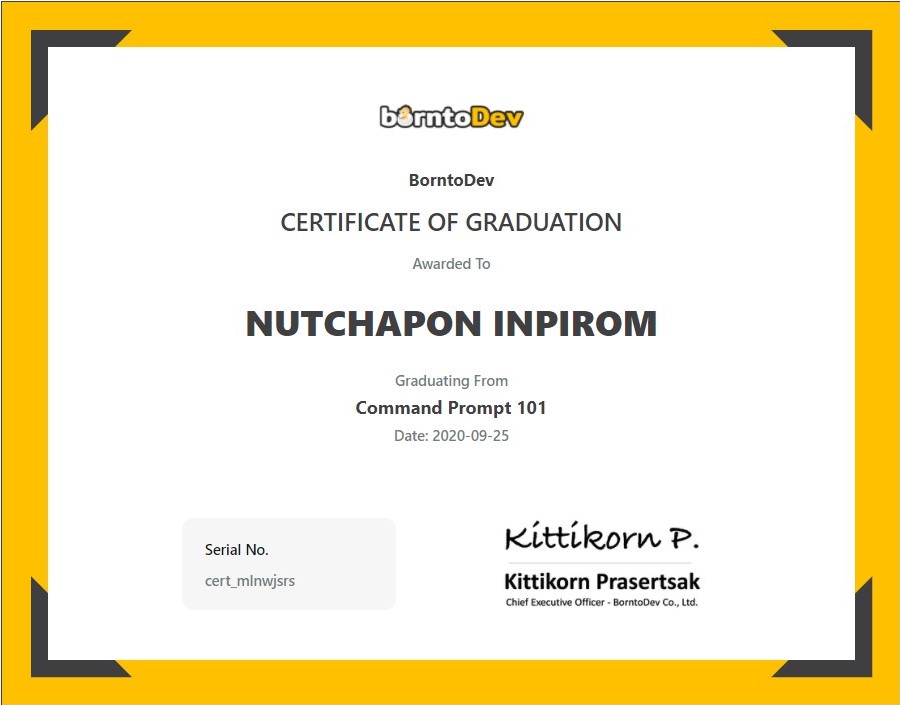 borntoDev
BorntoDev
CERTIFICATE OF GRADUATION
Awarded To
NUTCHAPON INPIROM
Graduating From
Command Prompt 101
Date: 2020-09-25
Serial No.
cert_mlnwjsrs
Kittikorn P.
Kittikorn Prasertsak
Chief Executive Officer - BorntoDev Co., Ltd.